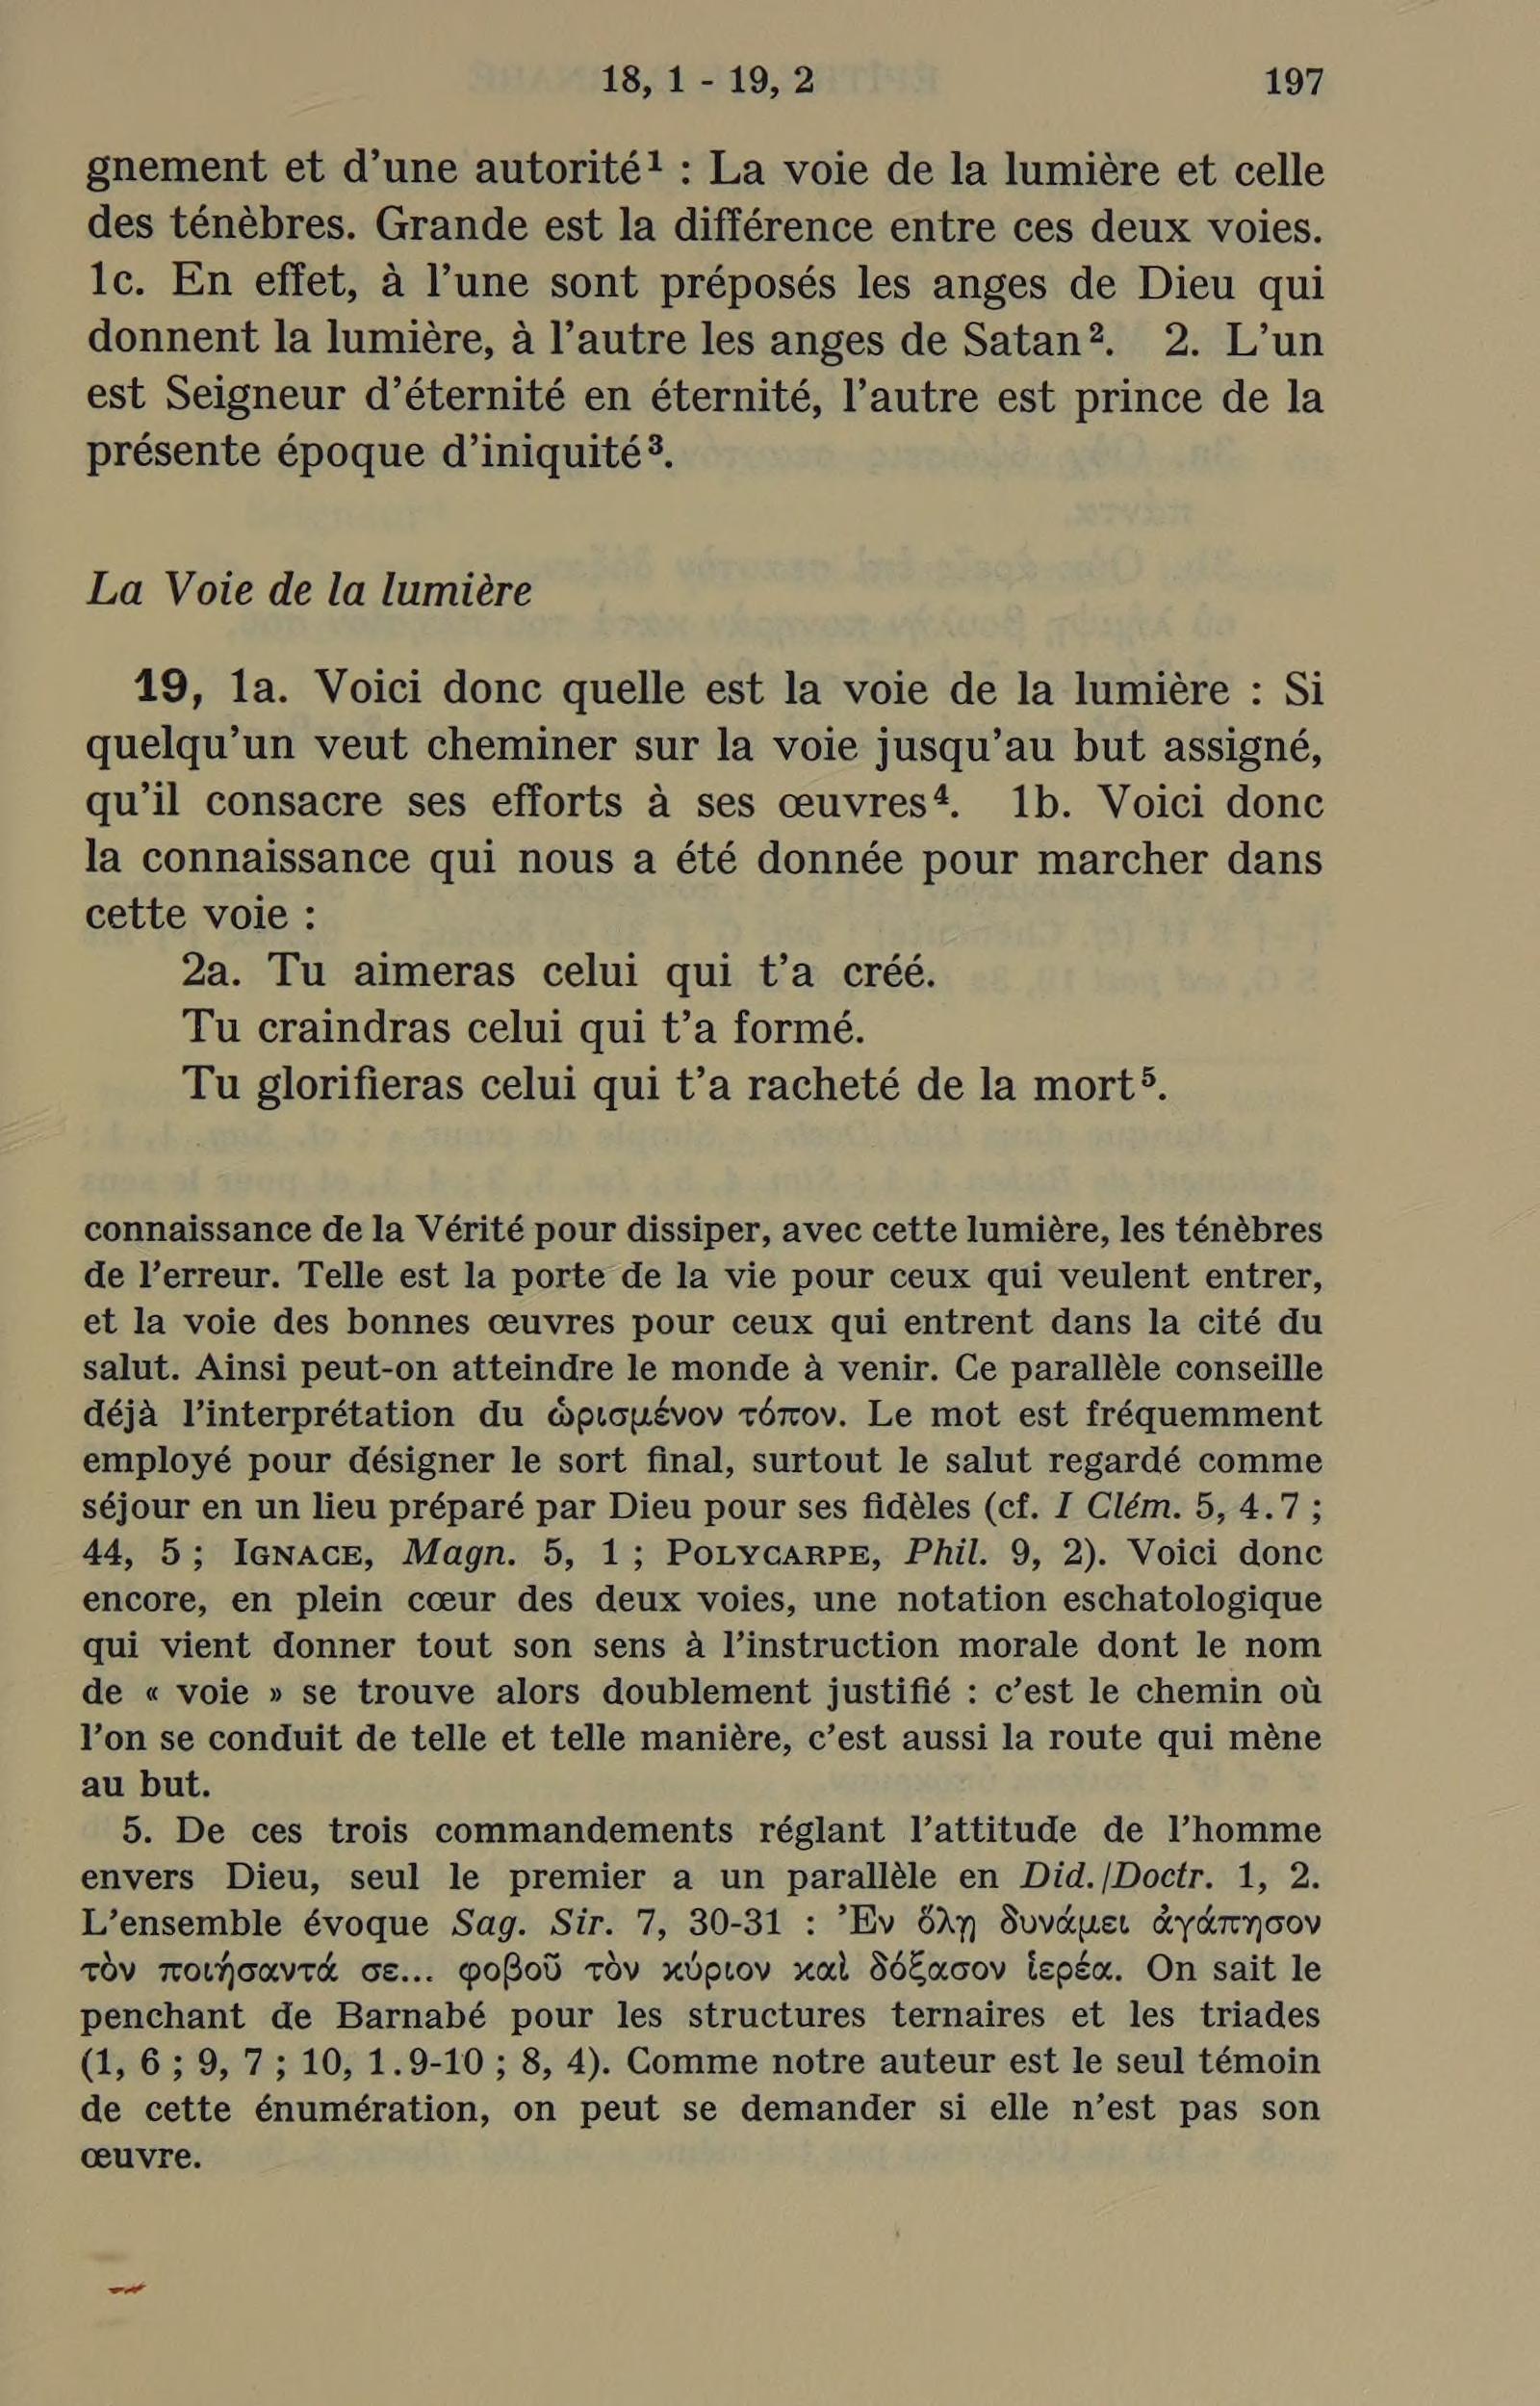 18, 1 - 19, 2 197
gnement et d'une autorité¹ : La voie de la lumière et celle
des ténèbres. Grande est la différence entre ces deux voies.
1c. En effet, à l'une sont préposés les anges de Dieu qui
donnent la lumière, à l'autre les anges de Satan². 2. L'un
est Seigneur d'éternité en éternité, l'autre est prince de la
présente époque d'iniquité³.
La Voie de la lumière
19, 1a. Voici donc quelle est la voie de la lumière : Si
quelqu'un veut cheminer sur la voie jusqu'au but assigné,
qu'il consacre ses efforts à ses œuvres⁴. 1b. Voici donc
la connaissance qui nous a été donnée pour marcher dans
cette voie :
2a. Tu aimeras celui qui t'a créé.
Tu craindras celui qui t'a formé.
Tu glorifieras celui qui t'a racheté de la mort⁵.
connaissance de la Vérité pour dissiper, avec cette lumière, les ténèbres
de l'erreur. Telle est la porte de la vie pour ceux qui veulent entrer,
et la voie des bonnes œuvres pour ceux qui entrent dans la cité du
salut. Ainsi peut-on atteindre le monde à venir. Ce parallèle conseille
déjà l'interprétation du ὡρισμένον τόπον. Le mot est fréquemment
employé pour désigner le sort final, surtout le salut regardé comme
séjour en un lieu préparé par Dieu pour ses fidèles (cf. I Clém. 5, 4.7 ;
44, 5 ; IGNACE, Magn. 5, 1 ; POLYCARPE, Phil. 9, 2). Voici donc
encore, en plein cœur des deux voies, une notation eschatologique
qui vient donner tout son sens à l'instruction morale dont le nom
de « voie » se trouve alors doublement justifié : c'est le chemin où
l'on se conduit de telle et telle manière, c'est aussi la route qui mène
au but.
5. De ces trois commandements réglant l'attitude de l'homme
envers Dieu, seul le premier a un parallèle en Did./Doctr. 1, 2.
L'ensemble évoque Sag. Sir. 7, 30-31 : Ἐν ὅλῃ δυνάμει ἀγάπησον
τὸν ποιήσαντά σε... φοβοῦ τὸν κύριον καὶ δόξασον ἱερέα. On sait le
penchant de Barnabé pour les structures ternaires et les triades
(1, 6 ; 9, 7 ; 10, 1.9-10 ; 8, 4). Comme notre auteur est le seul témoin
de cette énumération, on peut se demander si elle n'est pas son
œuvre.